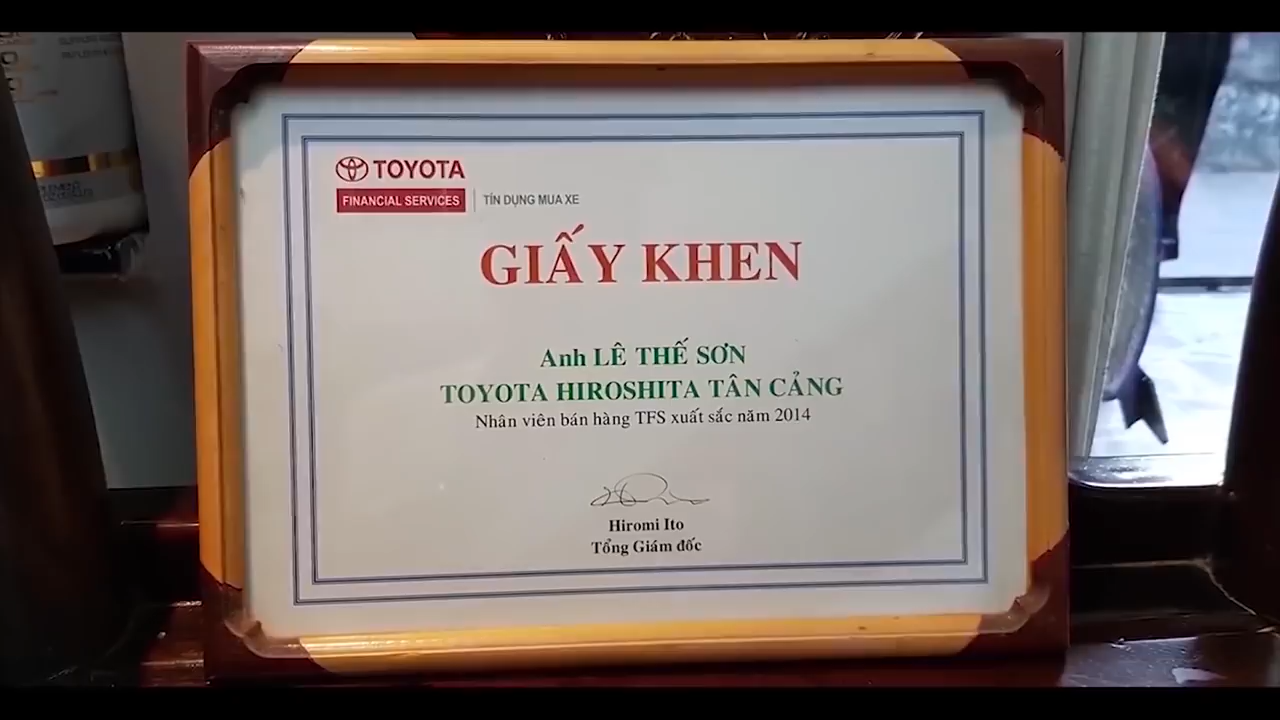 TOYOTA
FINANCIAL SERVICES | TÍN DỤNG MUA XE
GIẤY KHEN
Anh LÊ THẾ SƠN
TOYOTA HIROSHITA TÂN CẢNG
Nhân viên bán hàng TFS xuất sắc năm 2014
Hiromi Ito
Tổng Giám đốc